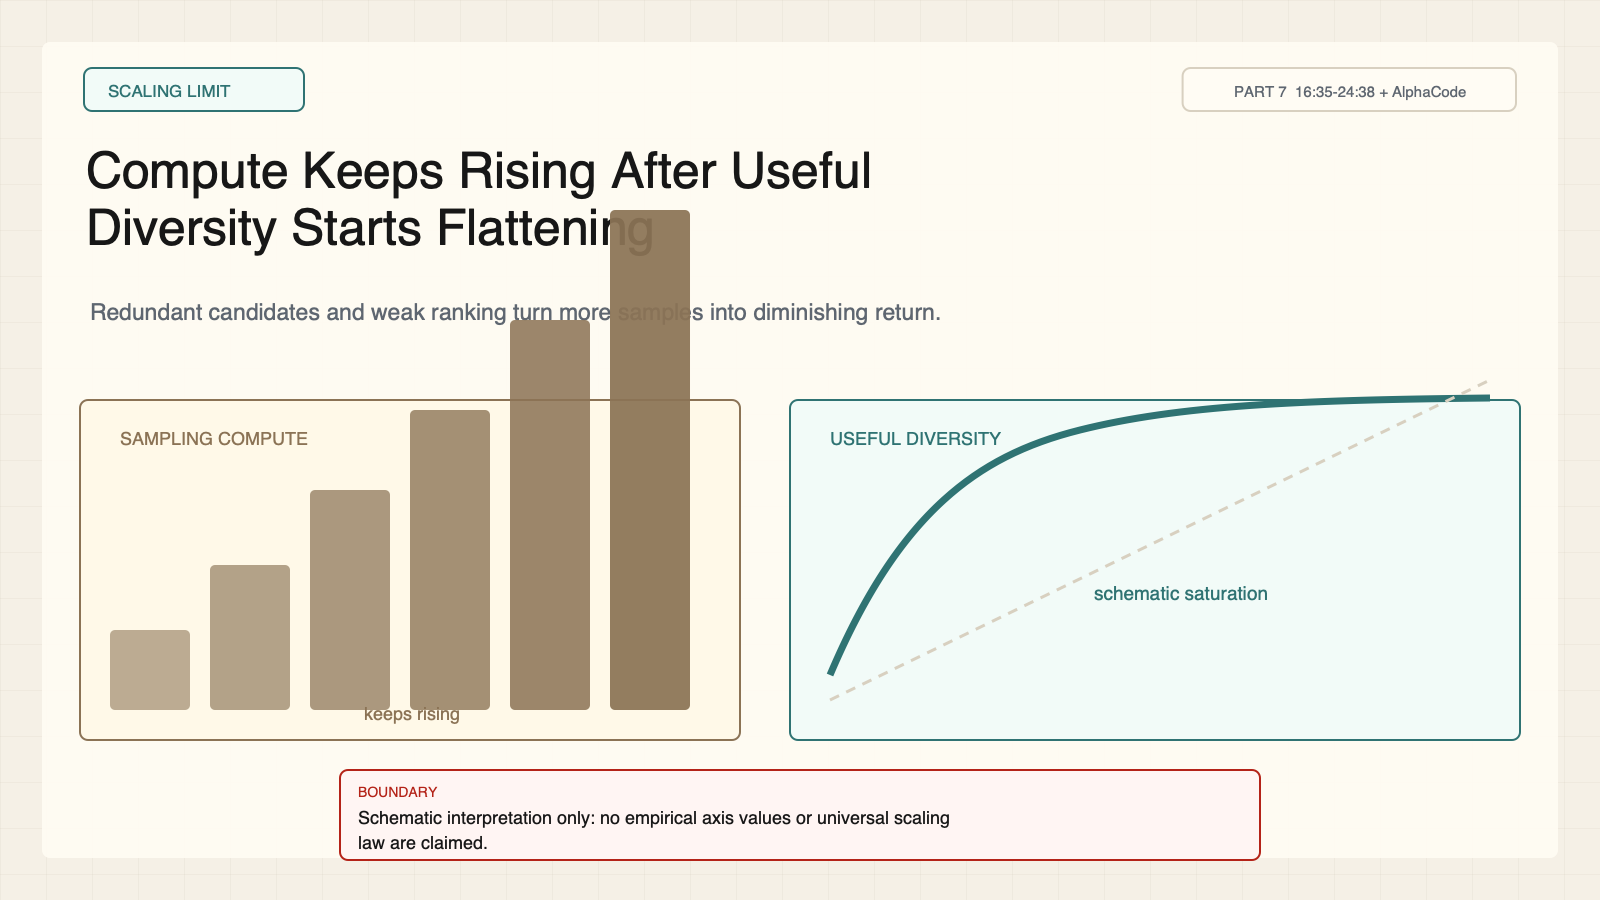 SCALING LIMIT
PART 7 16:35-24:38 + AlphaCode
Compute Keeps Rising After Useful
Diversity Starts Flattening
Redundant candidates and weak ranking turn more samples into diminishing return.
SAMPLING COMPUTE
keeps rising
USEFUL DIVERSITY
schematic saturation
BOUNDARY
Schematic interpretation only: no empirical axis values or universal scaling
law are claimed.